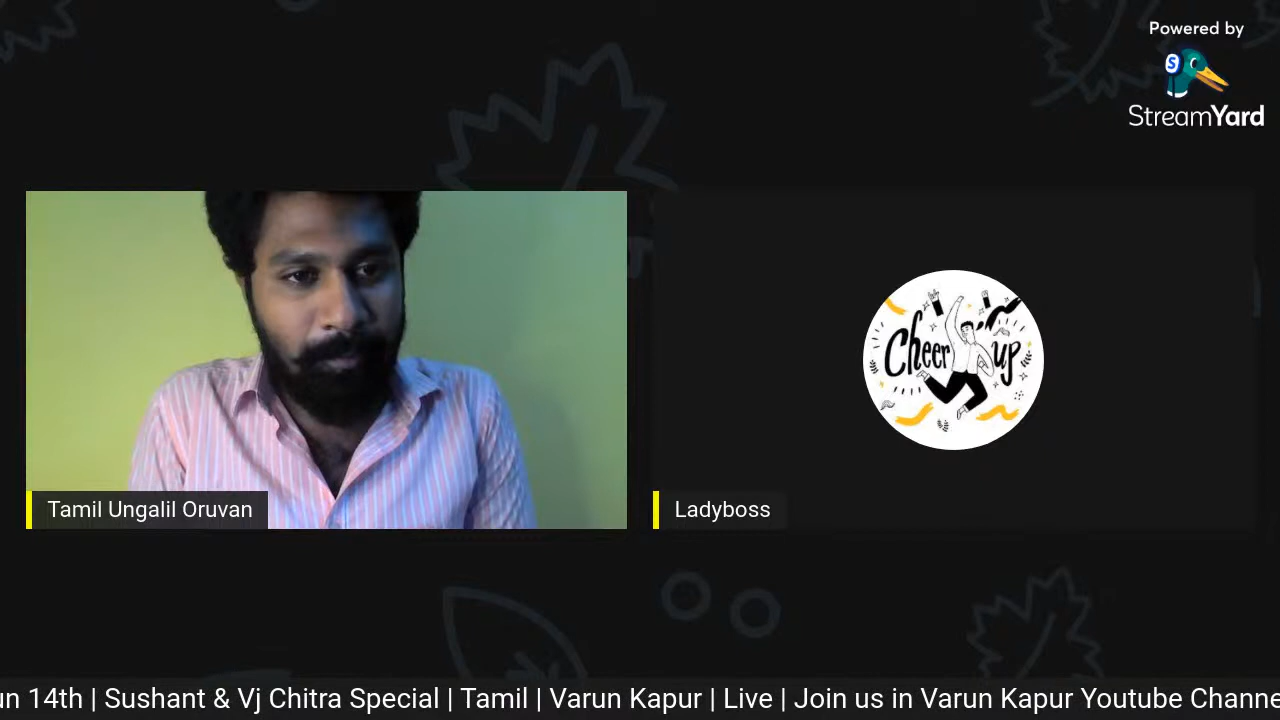 Powered by
S
StreamYard
Cheer up
Tamil Ungalil Oruvan
Ladyboss
un 14th | Sushant & Vj Chitra Special | Tamil | Varun Kapur | Live | Join us in Varun Kapur Youtube Channe